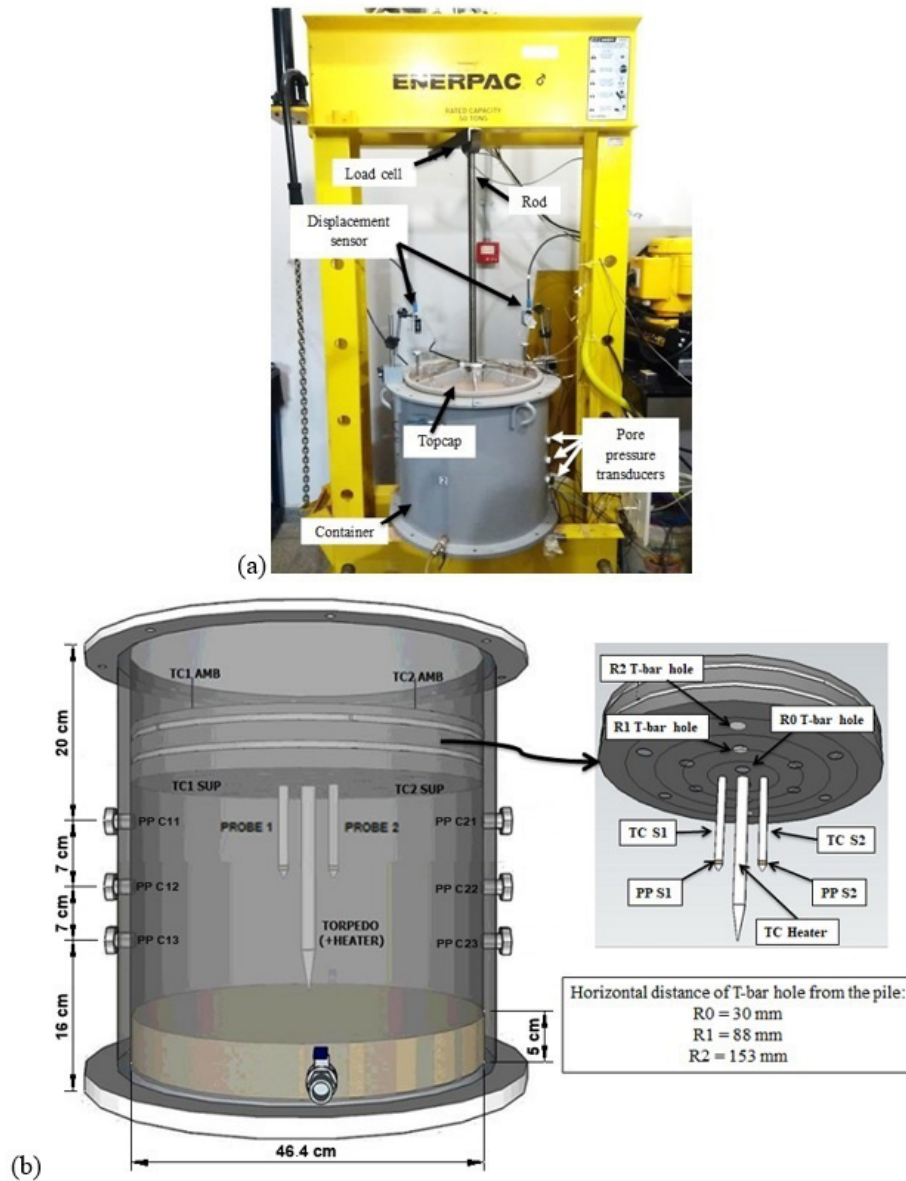 ENERPAC
RATED CAPACITY
50 TONS
Load cell
Rod
Displacement
sensor
Topcap
Pore
pressure
transducers
Container
(a)
TC1 AMB
TC2 AMB
20 cm
TC1 SUP
TC2 SUP
PP C11
PROBE 1
PROBE 2
PP C21
7 cm
PP C12
PP C22
7 cm
TORPEDO
(+HEATER)
PP C13
PP C23
16 cm
5 cm
46.4 cm
(b)
R2 T-bar hole
R1 T-bar hole
R0 T-bar hole
TC S1
TC S2
PP S1
PP S2
TC Heater
Horizontal distance of T-bar hole from the pile:
R0 = 30 mm
R1 = 88 mm
R2 = 153 mm